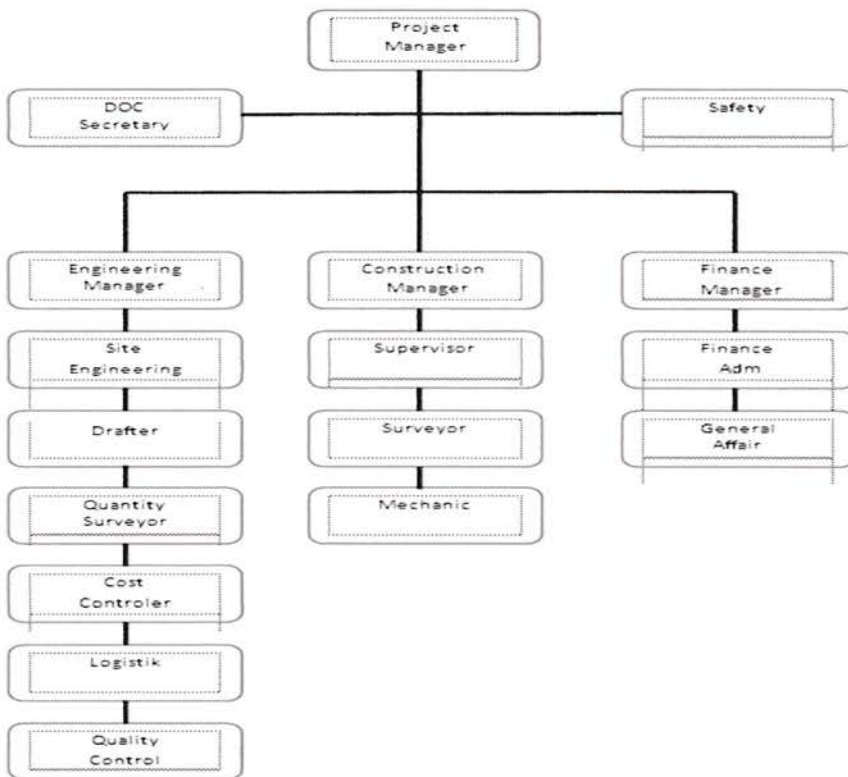 Project
Manager
DOC
Secretary
Safety
Engineering
Manager
Construction
Manager
Finance
Manager
Site
Engineering
Supervisor
Finance
Adm
Drafter
Surveyor
General
Affair
Quantity
Surveyor
Mechanic
Cost
Controler
Logistik
Quality
Control